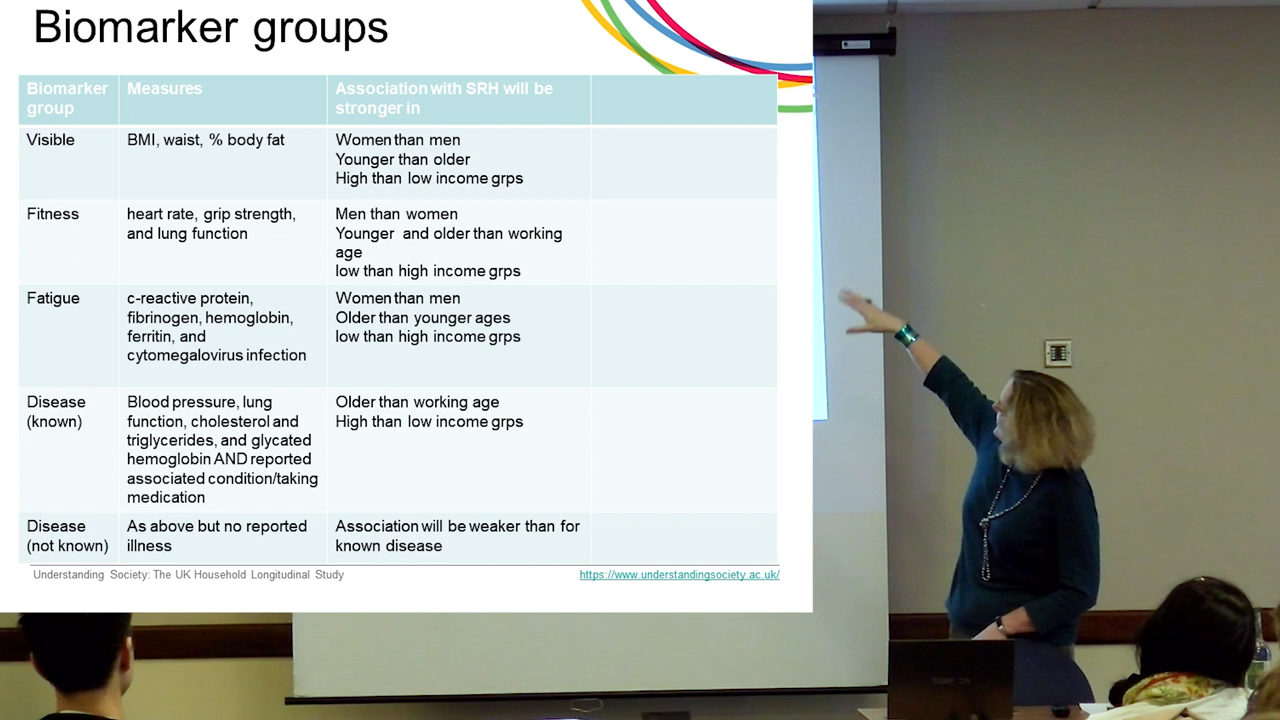 Biomarker groups
Biomarker group
Measures
Association with SRH will be stronger in
Visible
BMI, waist, % body fat
Women than men
Younger than older
High than low income grps
Fitness
heart rate, grip strength,
and lung function
Men than women
Younger and older than working
age
low than high income grps
Fatigue
c-reactive protein,
fibrinogen, hemoglobin,
ferritin, and
cytomegalovirus infection
Women than men
Older than younger ages
low than high income grps
Disease
(known)
Blood pressure, lung
function, cholesterol and
triglycerides, and glycated
hemoglobin AND reported
associated condition/taking
medication
Older than working age
High than low income grps
Disease
(not known)
As above but no reported
illness
Association will be weaker than for
known disease
Understanding Society: The UK Household Longitudinal Study
https://www.understandingsociety.ac.uk/